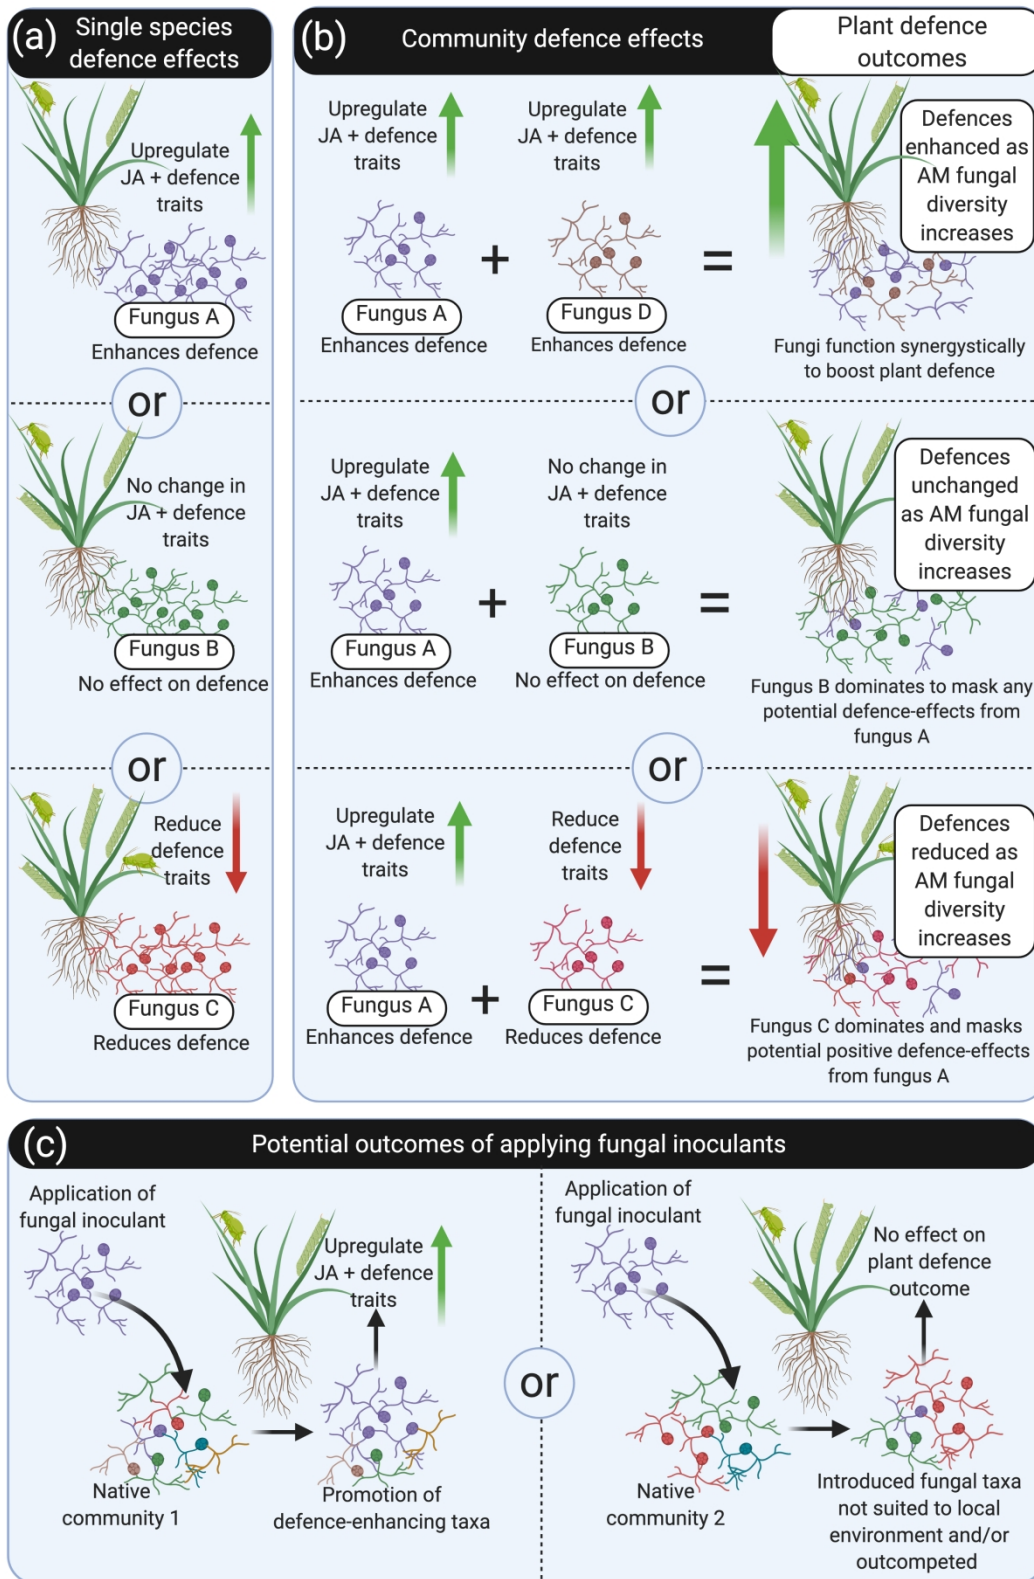 (a) Single species
defence effects
Upregulate
JA + defence
traits
Fungus A
Enhances defence
or
No change in
JA + defence
traits
Fungus B
No effect on defence
or
Reduce
defence
traits
Fungus C
Reduces defence
(b) Community defence effects
Plant defence
outcomes
Upregulate
JA + defence
traits
Upregulate
JA + defence
traits
Fungus A
Enhances defence
+
Fungus D
Enhances defence
=
Defences
enhanced as
AM fungal
diversity
increases
Fungi function synergystically
to boost plant defence
or
or
Upregulate
JA + defence
traits
No change in
JA + defence
traits
Fungus A
Enhances defence
+
Fungus B
No effect on defence
=
Defences
unchanged
as AM fungal
diversity
increases
Fungus B dominates to mask any
potential defence-effects from
fungus A
Upregulate
JA + defence
traits
Reduce
defence
traits
Fungus A
Enhances defence
+
Fungus C
Reduces defence
=
Defences
reduced as
AM fungal
diversity
increases
Fungus C dominates and masks
potential positive defence-effects
from fungus A
(c) Potential outcomes of applying fungal inoculants
Application of
fungal inoculant
Upregulate
JA + defence
traits
Native
community 1
Promotion of
defence-enhancing taxa
or
Application of
fungal inoculant
No effect on
plant defence
outcome
Native
community 2
Introduced fungal taxa
not suited to local
environment and/or
outcompeted